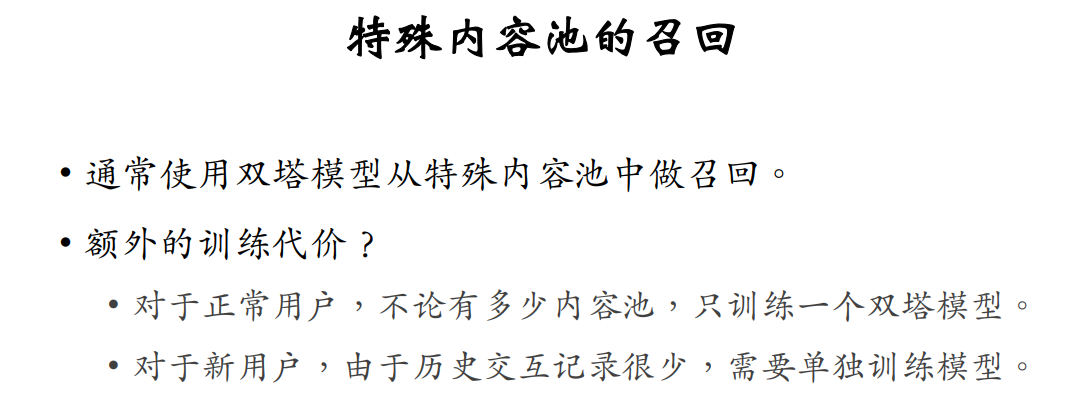 特殊内容池的召回
• 通常使用双塔模型从特殊内容池中做召回。
• 额外的训练代价？
• 对于正常用户，不论有多少内容池，只训练一个双塔模型。
• 对于新用户，由于历史交互记录很少，需要单独训练模型。